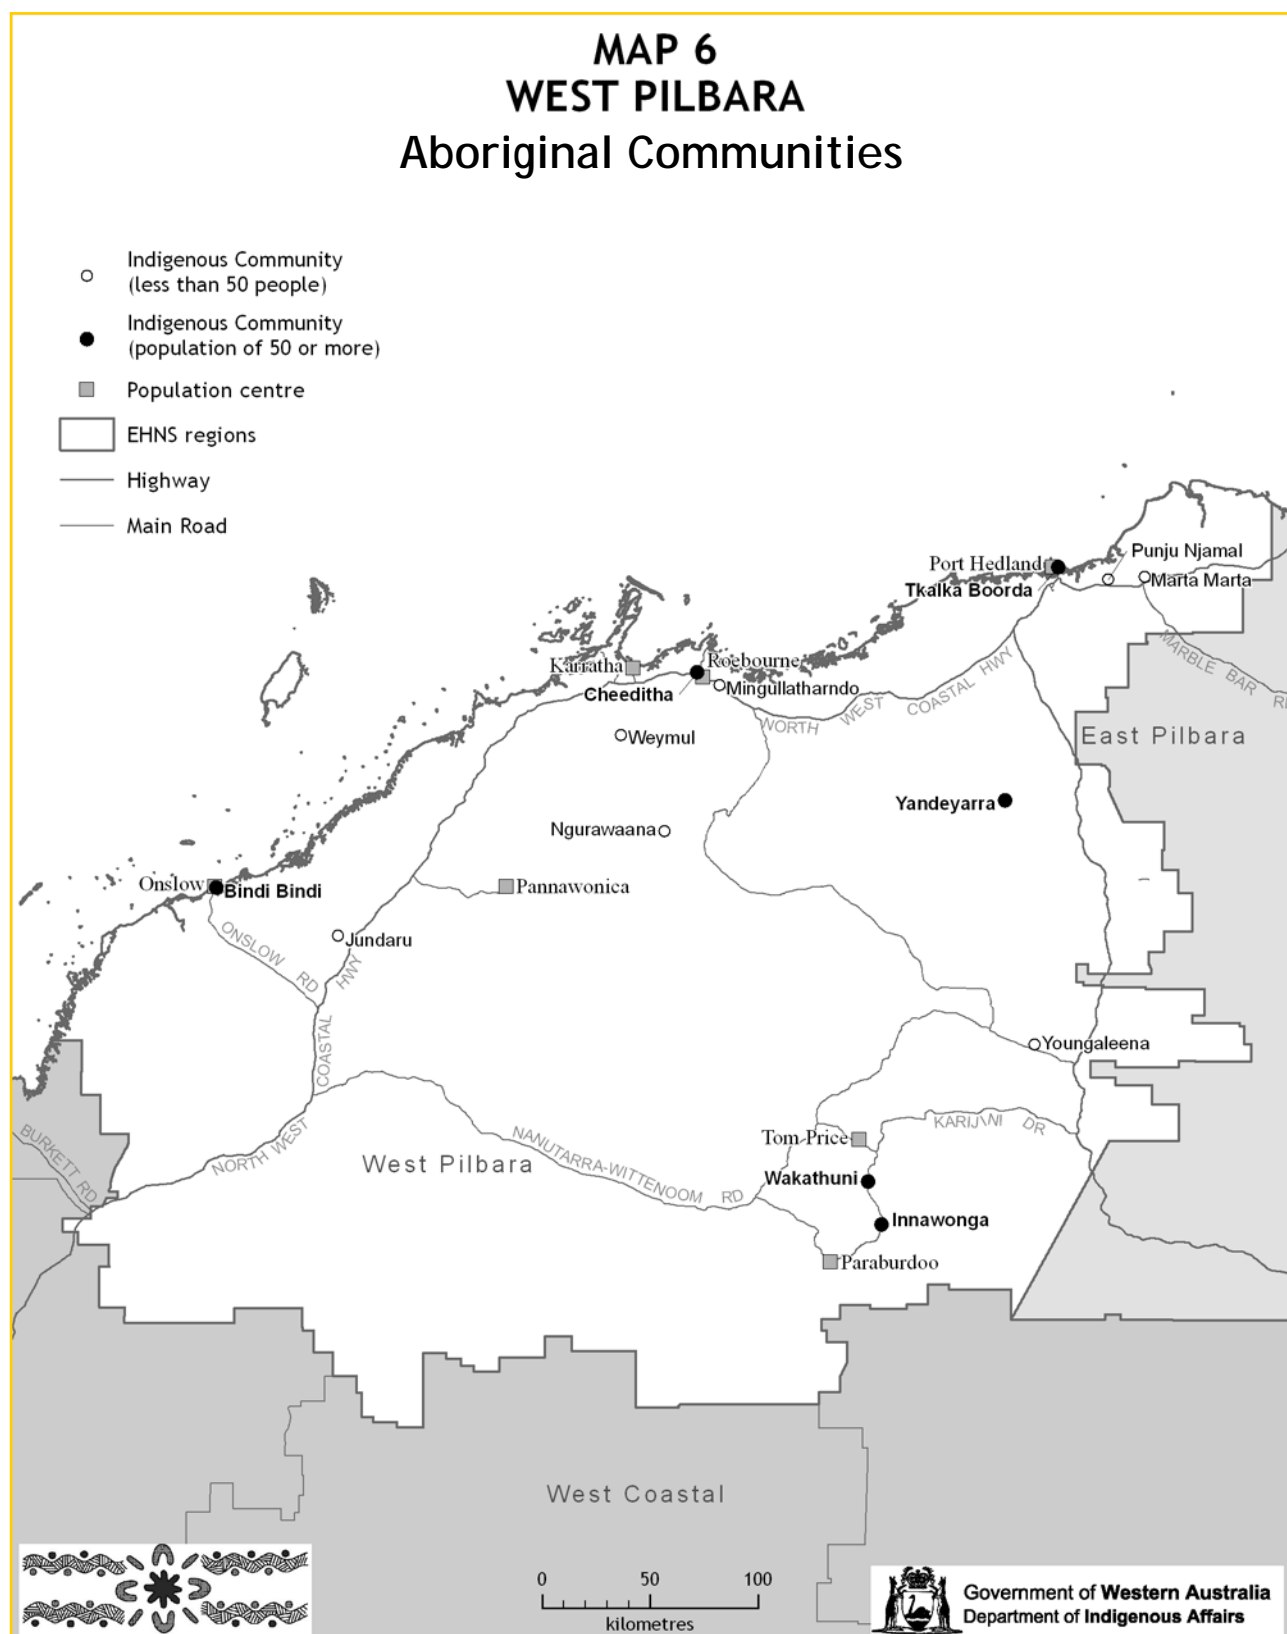 MAP 6
WEST PILBARA
Aboriginal Communities
Indigenous Community
(less than 50 people)
Indigenous Community
(population of 50 or more)
Population centre
EHNS regions
Highway
Main Road
Punju Njamal
Port Hedland
Marta Marta
Tkalka Boorda
MARBLE BAR
RD
Karratha
Roebourne
Cheeditha
Mingullatharndo
NORTH WEST COASTAL HWY
Weymul
East Pilbara
Yandeyarra
Ngurawaana
Onslow
Bindi Bindi
Pannawonica
ONSLOW RD
Jundaru
NORTH WEST COASTAL HWY
Youngaleena
BURKETT RD
KARIJINI DR
Tom Price
NANUTARRA-WITTENOOM RD
West Pilbara
Wakathuni
Innawonga
Paraburdoo
West Coastal
0 50 100
kilometres
Government of Western Australia
Department of Indigenous Affairs